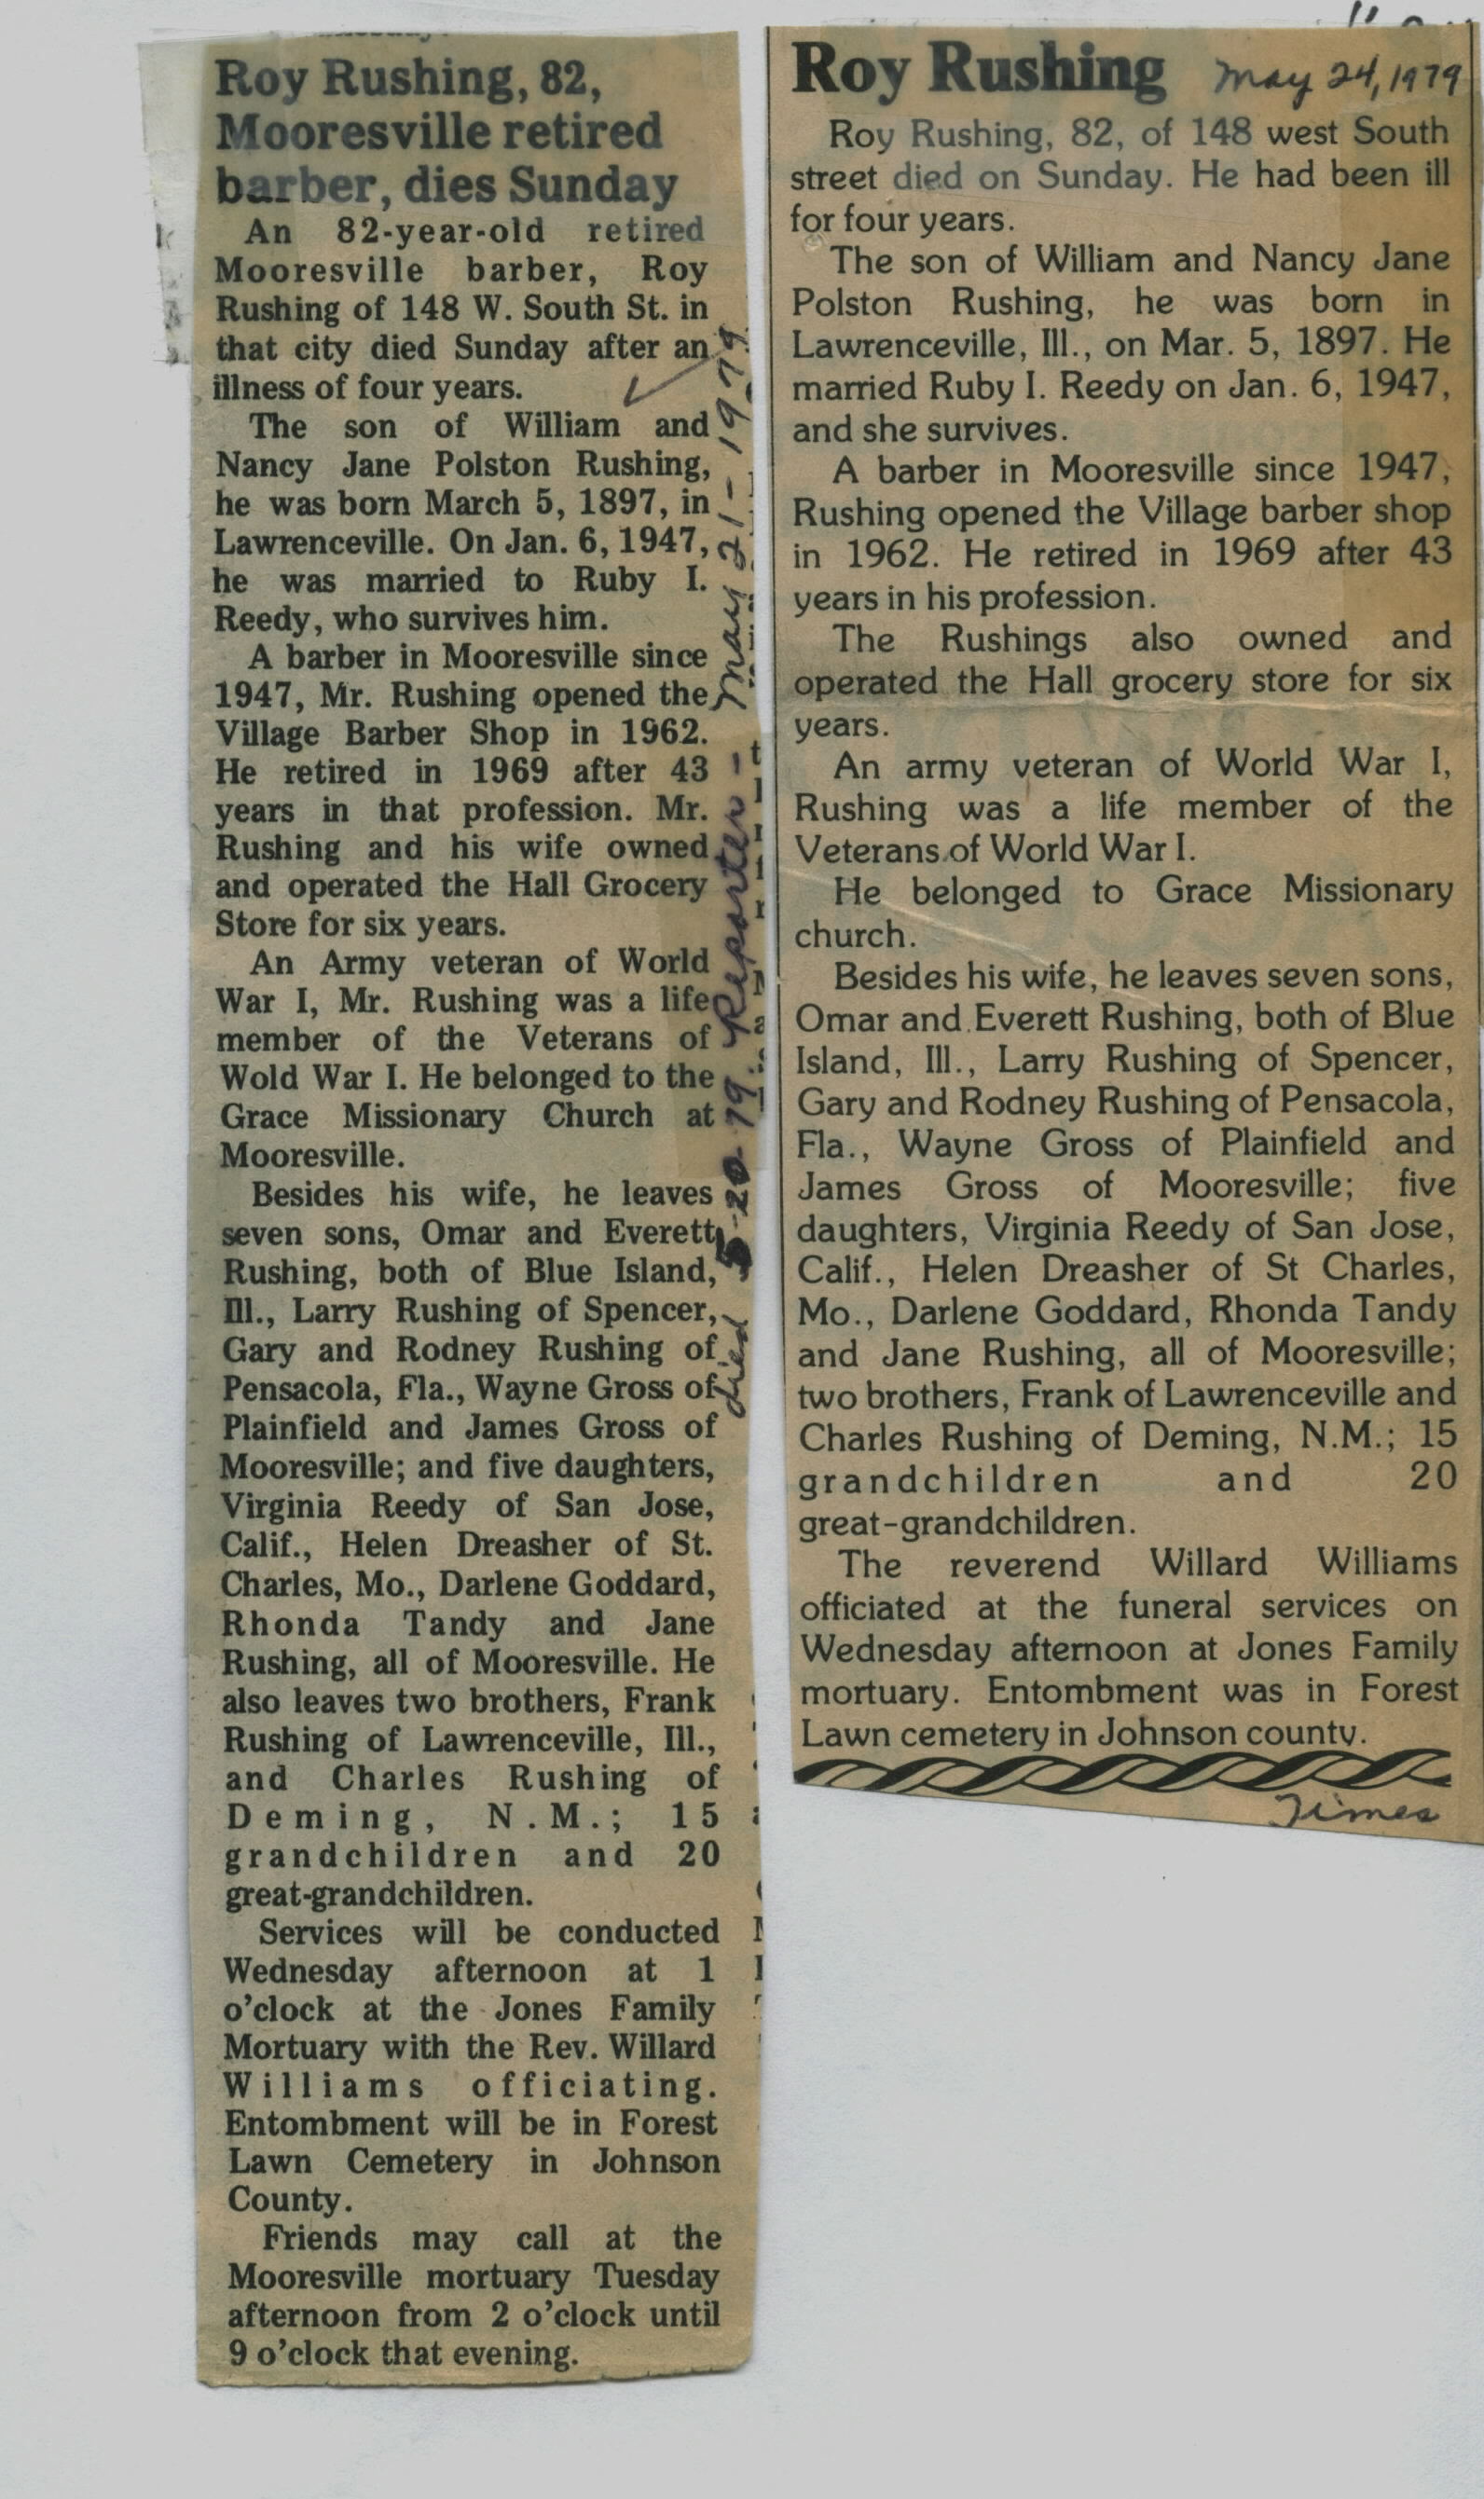 Roy Rushing, 82,
Mooresville retired
barber, dies Sunday
An 82-year-old retired
Mooresville barber, Roy
Rushing of 148 W. South St. in
that city died Sunday after an
illness of four years.
The son of William and
Nancy Jane Polston Rushing,
he was born March 5, 1897, in
Lawrenceville. On Jan. 6, 1947,
he was married to Ruby I.
Reedy, who survives him.
A barber in Mooresville since
1947, Mr. Rushing opened the
Village Barber Shop in 1962.
He retired in 1969 after 43
years in that profession. Mr.
Rushing and his wife owned
and operated the Hall Grocery
Store for six years.
An Army veteran of World
War I, Mr. Rushing was a life
member of the Veterans of
Wold War I. He belonged to the
Grace Missionary Church at
Mooresville.
Besides his wife, he leaves
seven sons, Omar and Everett
Rushing, both of Blue Island,
Ill., Larry Rushing of Spencer,
Gary and Rodney Rushing of
Pensacola, Fla., Wayne Gross of
Plainfield and James Gross of
Mooresville; and five daughters,
Virginia Reedy of San Jose,
Calif., Helen Dreasher of St.
Charles, Mo., Darlene Goddard,
Rhonda Tandy and Jane
Rushing, all of Mooresville. He
also leaves two brothers, Frank
Rushing of Lawrenceville, Ill.,
and Charles Rushing of
Deming, N.M.; 15
grandchildren and 20
great-grandchildren.
Services will be conducted
Wednesday afternoon at 1
o'clock at the Jones Family
Mortuary with the Rev. Willard
Williams officiating.
Entombment will be in Forest
Lawn Cemetery in Johnson
County.
Friends may call at the
Mooresville mortuary Tuesday
afternoon from 2 o'clock until
9 o'clock that evening.
died 5-20-79. Reporter - May 21-1979
Roy Rushing May 24, 1979
Roy Rushing, 82, of 148 west South
street died on Sunday. He had been ill
for four years.
The son of William and Nancy Jane
Polston Rushing, he was born in
Lawrenceville, Ill., on Mar. 5, 1897. He
married Ruby I. Reedy on Jan. 6, 1947,
and she survives.
A barber in Mooresville since 1947,
Rushing opened the Village barber shop
in 1962. He retired in 1969 after 43
years in his profession.
The Rushings also owned and
operated the Hall grocery store for six
years.
An army veteran of World War I,
Rushing was a life member of the
Veterans of World War I.
He belonged to Grace Missionary
church.
Besides his wife, he leaves seven sons,
Omar and Everett Rushing, both of Blue
Island, Ill., Larry Rushing of Spencer,
Gary and Rodney Rushing of Pensacola,
Fla., Wayne Gross of Plainfield and
James Gross of Mooresville; five
daughters, Virginia Reedy of San Jose,
Calif., Helen Dreasher of St Charles,
Mo., Darlene Goddard, Rhonda Tandy
and Jane Rushing, all of Mooresville;
two brothers, Frank of Lawrenceville and
Charles Rushing of Deming, N.M.; 15
grandchildren and 20
great-grandchildren.
The reverend Willard Williams
officiated at the funeral services on
Wednesday afternoon at Jones Family
mortuary. Entombment was in Forest
Lawn cemetery in Johnson county.
Times